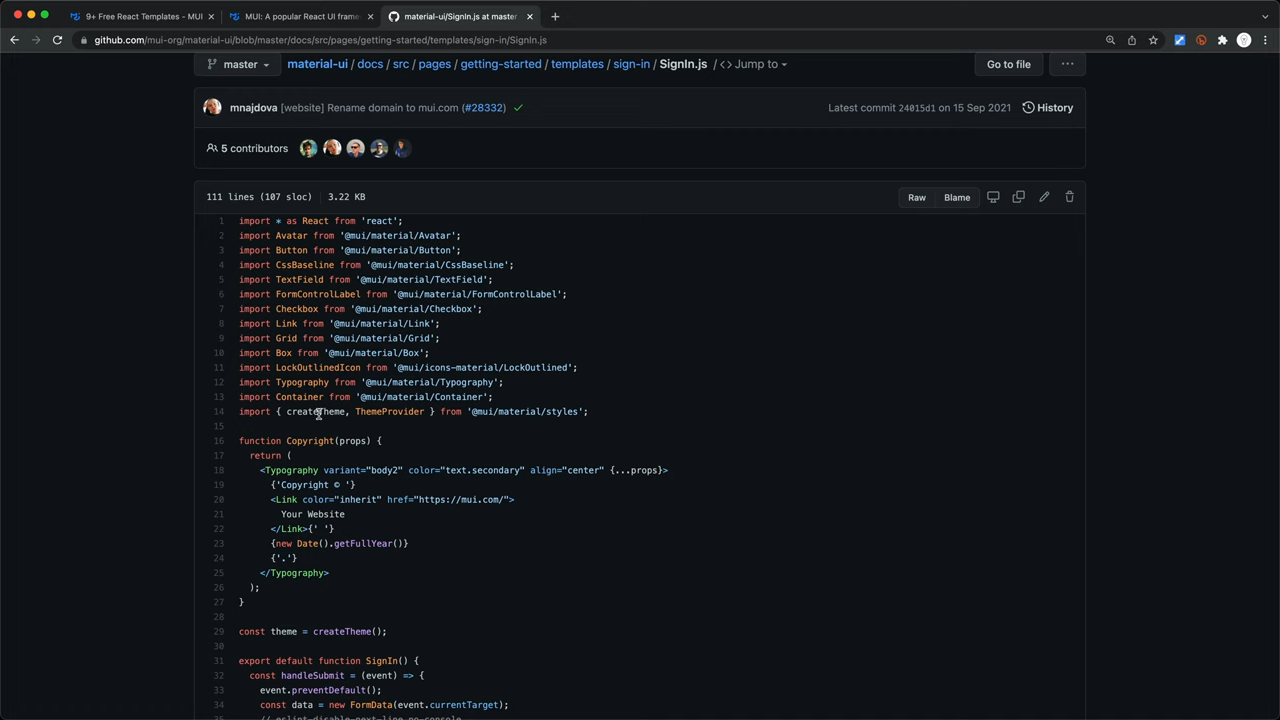 9+ Free React Templates - MUI
MUI: A popular React UI frame
material-ui/SignIn.js at master
github.com/mui-org/material-ui/blob/master/docs/src/pages/getting-started/templates/sign-in/SignIn.js
master
material-ui / docs / src / pages / getting-started / templates / sign-in / SignIn.js / <> Jump to
Go to file
...
mnajdova [website] Rename domain to mui.com (#28332)
Latest commit 24015d1 on 15 Sep 2021
History
5 contributors
111 lines (107 sloc) | 3.22 KB
Raw
Blame
1 import * as React from 'react';
2 import Avatar from '@mui/material/Avatar';
3 import Button from '@mui/material/Button';
4 import CssBaseline from '@mui/material/CssBaseline';
5 import TextField from '@mui/material/TextField';
6 import FormControlLabel from '@mui/material/FormControlLabel';
7 import Checkbox from '@mui/material/Checkbox';
8 import Link from '@mui/material/Link';
9 import Grid from '@mui/material/Grid';
10 import Box from '@mui/material/Box';
11 import LockOutlinedIcon from '@mui/icons-material/LockOutlined';
12 import Typography from '@mui/material/Typography';
13 import Container from '@mui/material/Container';
14 import { createTheme, ThemeProvider } from '@mui/material/styles';
15
16 function Copyright(props) {
17 return (
18 <Typography variant="body2" color="text.secondary" align="center" {...props}>
19 {'Copyright © '}
20 <Link color="inherit" href="https://mui.com/">
21 Your Website
22 </Link>{' '}
23 {new Date().getFullYear()}
24 {'.'}
25 </Typography>
26 );
27 }
28
29 const theme = createTheme();
30
31 export default function SignIn() {
32 const handleSubmit = (event) => {
33 event.preventDefault();
34 const data = new FormData(event.currentTarget);
35 // eslint-disable-next-line no-console